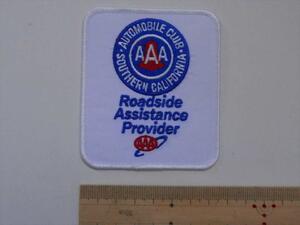 · AUTOMOBILE CLUB ·
SOUTHERN CALIFORNIA
AAA
Roadside
Assistance
Provider
AAA